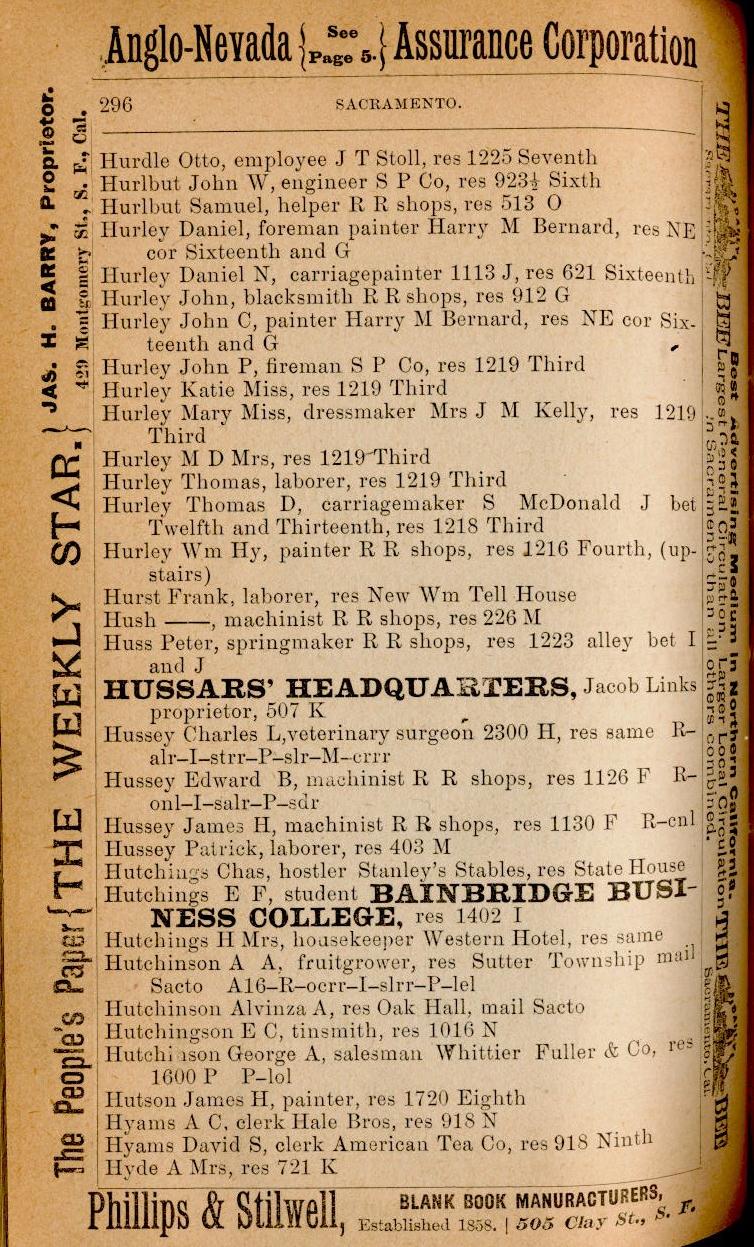 Anglo-Nevada { See Page 5. } Assurance Corporation
296 SACRAMENTO.
Hurdle Otto, employee J T Stoll, res 1225 Seventh
Hurlbut John W, engineer S P Co, res 923½ Sixth
Hurlbut Samuel, helper R R shops, res 513 O
Hurley Daniel, foreman painter Harry M Bernard, res NE
cor Sixteenth and G
Hurley Daniel N, carriagepainter 1113 J, res 621 Sixteenth
Hurley John, blacksmith R R shops, res 912 G
Hurley John C, painter Harry M Bernard, res NE cor Six-
teenth and G
Hurley John P, fireman S P Co, res 1219 Third
Hurley Katie Miss, res 1219 Third
Hurley Mary Miss, dressmaker Mrs J M Kelly, res 1219
Third
Hurley M D Mrs, res 1219 Third
Hurley Thomas, laborer, res 1219 Third
Hurley Thomas D, carriagemaker S McDonald J bet
Twelfth and Thirteenth, res 1218 Third
Hurley Wm Hy, painter R R shops, res 1216 Fourth, (up-
stairs)
Hurst Frank, laborer, res New Wm Tell House
Hush ——, machinist R R shops, res 226 M
Huss Peter, springmaker R R shops, res 1223 alley bet I
and J
HUSSARS' HEADQUARTERS, Jacob Links
proprietor, 507 K
Hussey Charles L, veterinary surgeon 2300 H, res same R–
alr–I–strr–P–slr–M–crrr
Hussey Edward B, machinist R R shops, res 1126 F R–
onl–I–salr–P–sdr
Hussey James H, machinist R R shops, res 1130 F R–cnl
Hussey Patrick, laborer, res 403 M
Hutchings Chas, hostler Stanley's Stables, res State House
Hutchings E F, student BAINBRIDGE BUSI-
NESS COLLEGE, res 1402 I
Hutchings H Mrs, housekeeper Western Hotel, res same
Hutchinson A A, fruitgrower, res Sutter Township mail
Sacto A16–R–ocrr–I–slrr–P–lel
Hutchinson Alvinza A, res Oak Hall, mail Sacto
Hutchingson E C, tinsmith, res 1016 N
Hutchi ison George A, salesman Whittier Fuller & Co, res
1600 P P–lol
Hutson James H, painter, res 1720 Eighth
Hyams A C, clerk Hale Bros, res 918 N
Hyams David S, clerk American Tea Co, res 918 Ninth
Hyde A Mrs, res 721 K
Phillips & Stilwell, BLANK BOOK MANURACTURERS,
Established 1858. | 505 Clay St., S. F.
The People's Paper { THE WEEKLY STAR. } JAS. H. BARRY, Proprietor.
429 Montgomery St., S. F., Cal.
THE BEE
Best Advertising Medium in Northern California.
Largest General Circulation. Larger Local Circulation
in Sacramento than all others combined.
THE BEE
Sacramento, Cal.